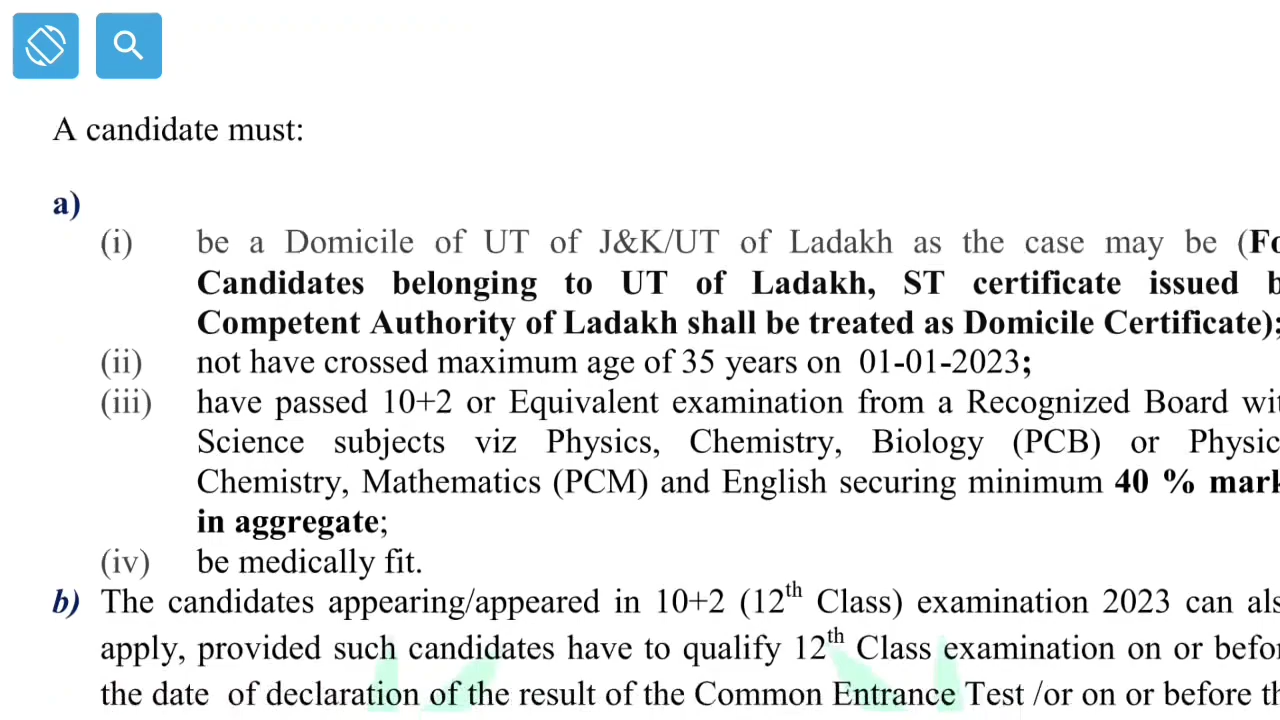 A candidate must:
a)
(i) be a Domicile of UT of J&K/UT of Ladakh as the case may be (Fo
Candidates belonging to UT of Ladakh, ST certificate issued b
Competent Authority of Ladakh shall be treated as Domicile Certificate);
(ii) not have crossed maximum age of 35 years on 01-01-2023;
(iii) have passed 10+2 or Equivalent examination from a Recognized Board wit
Science subjects viz Physics, Chemistry, Biology (PCB) or Physic
Chemistry, Mathematics (PCM) and English securing minimum 40 % mark
in aggregate;
(iv) be medically fit.
b) The candidates appearing/appeared in 10+2 (12th Class) examination 2023 can als
apply, provided such candidates have to qualify 12th Class examination on or befor
the date of declaration of the result of the Common Entrance Test /or on or before th